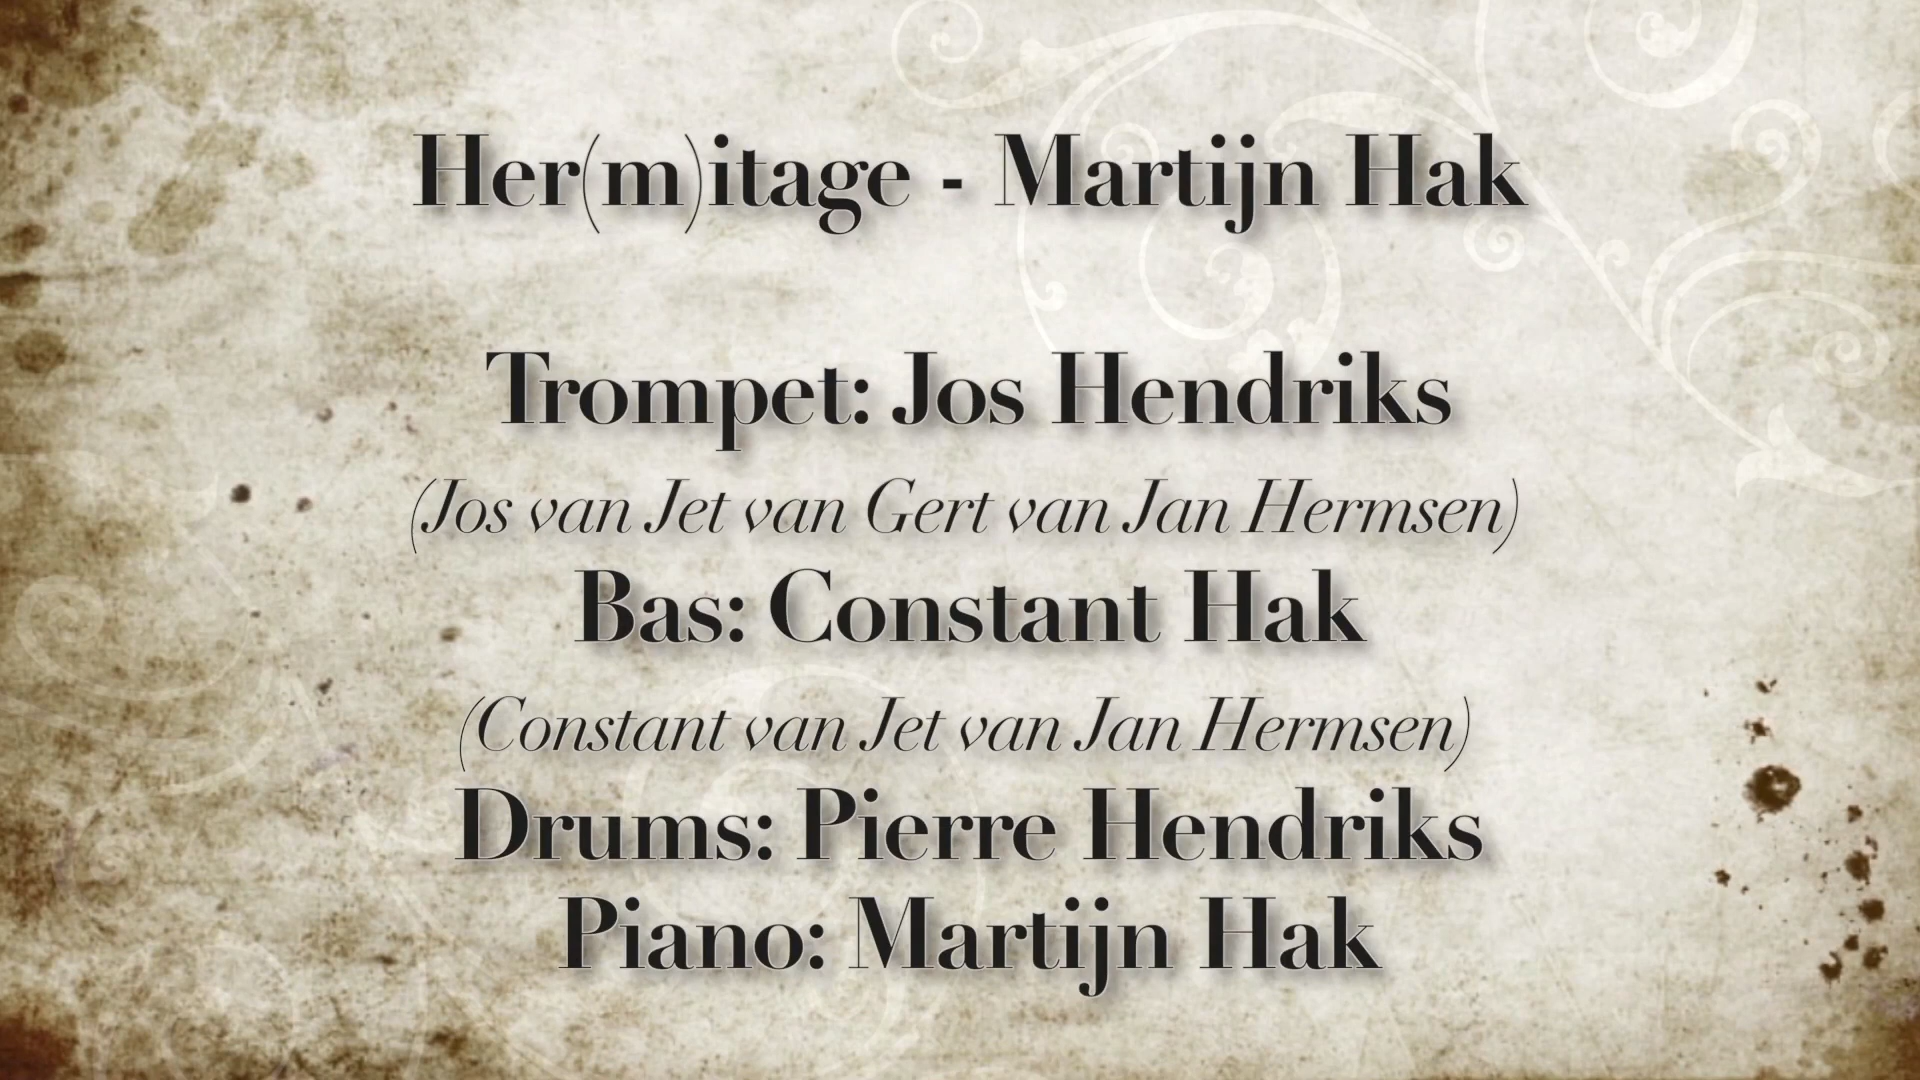 Her(m)itage - Martijn Hak
Trompet: Jos Hendriks
(Jos van Jet van Gert van Jan Hermsen)
Bas: Constant Hak
(Constant van Jet van Jan Hermsen)
Drums: Pierre Hendriks
Piano: Martijn Hak